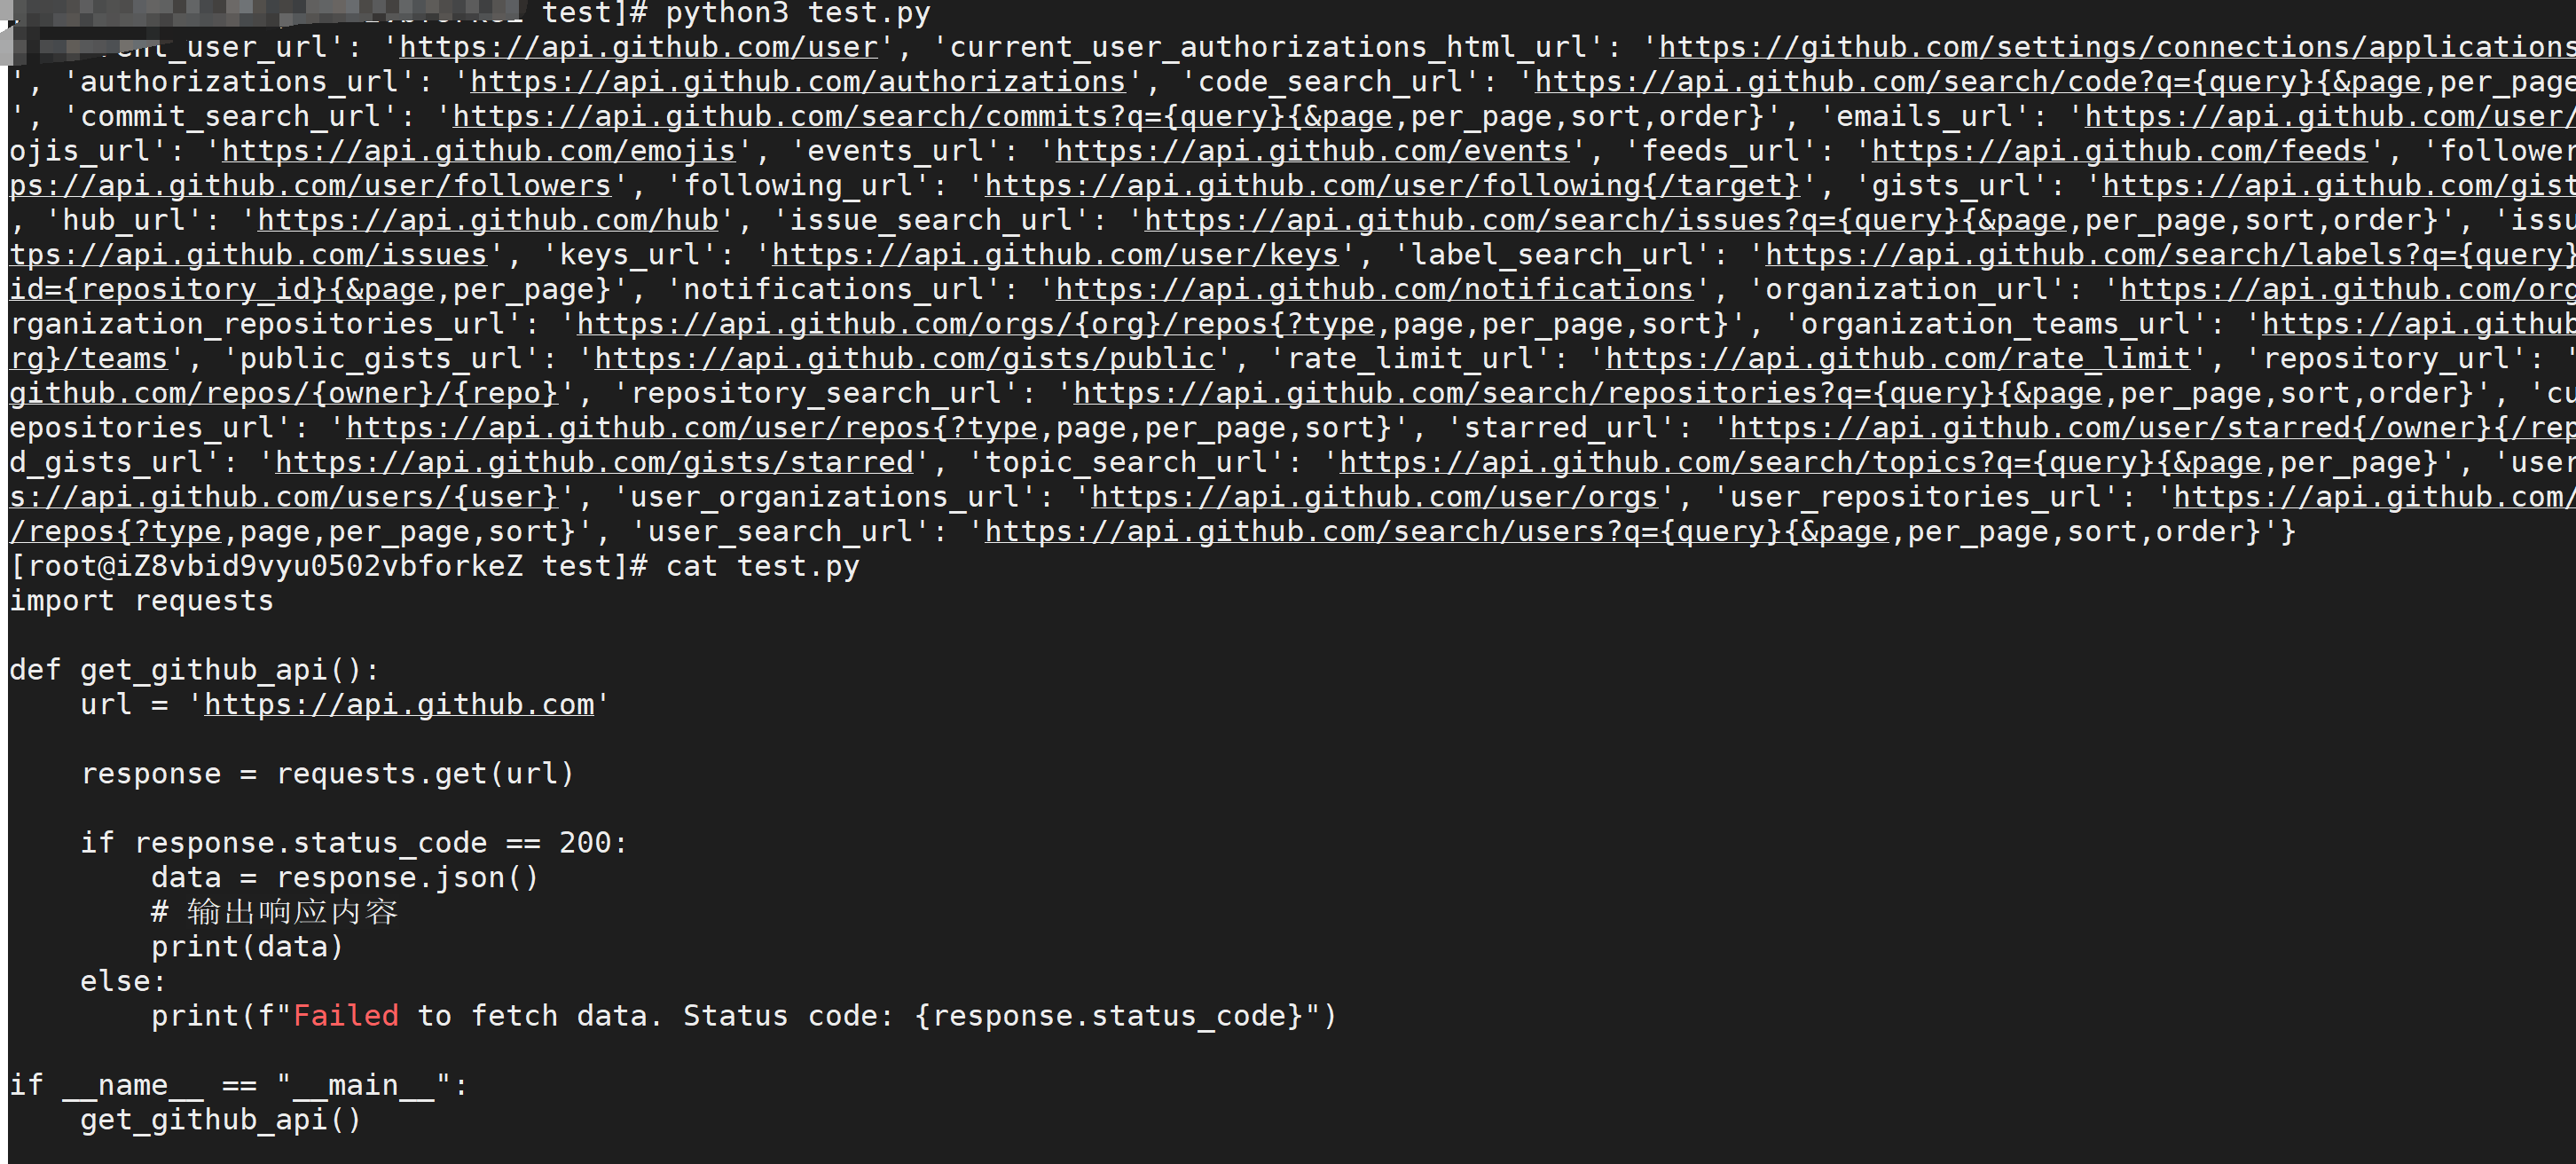 test]# python3 test.py
_user_url': 'https://api.github.com/user', 'current_user_authorizations_html_url': 'https://github.com/settings/connections/applications
', 'authorizations_url': 'https://api.github.com/authorizations', 'code_search_url': 'https://api.github.com/search/code?q={query}{&page,per_page
', 'commit_search_url': 'https://api.github.com/search/commits?q={query}{&page,per_page,sort,order}', 'emails_url': 'https://api.github.com/user/
ojis_url': 'https://api.github.com/emojis', 'events_url': 'https://api.github.com/events', 'feeds_url': 'https://api.github.com/feeds', 'follower
ps://api.github.com/user/followers', 'following_url': 'https://api.github.com/user/following{/target}', 'gists_url': 'https://api.github.com/gist
, 'hub_url': 'https://api.github.com/hub', 'issue_search_url': 'https://api.github.com/search/issues?q={query}{&page,per_page,sort,order}', 'issu
tps://api.github.com/issues', 'keys_url': 'https://api.github.com/user/keys', 'label_search_url': 'https://api.github.com/search/labels?q={query}
id={repository_id}{&page,per_page}', 'notifications_url': 'https://api.github.com/notifications', 'organization_url': 'https://api.github.com/org
rganization_repositories_url': 'https://api.github.com/orgs/{org}/repos{?type,page,per_page,sort}', 'organization_teams_url': 'https://api.github
rg}/teams', 'public_gists_url': 'https://api.github.com/gists/public', 'rate_limit_url': 'https://api.github.com/rate_limit', 'repository_url': '
github.com/repos/{owner}/{repo}', 'repository_search_url': 'https://api.github.com/search/repositories?q={query}{&page,per_page,sort,order}', 'cu
epositories_url': 'https://api.github.com/user/repos{?type,page,per_page,sort}', 'starred_url': 'https://api.github.com/user/starred{/owner}{/rep
d_gists_url': 'https://api.github.com/gists/starred', 'topic_search_url': 'https://api.github.com/search/topics?q={query}{&page,per_page}', 'user
s://api.github.com/users/{user}', 'user_organizations_url': 'https://api.github.com/user/orgs', 'user_repositories_url': 'https://api.github.com/
/repos{?type,page,per_page,sort}', 'user_search_url': 'https://api.github.com/search/users?q={query}{&page,per_page,sort,order}'}
[root@iZ8vbid9vyu0502vbforkeZ test]# cat test.py
import requests
def get_github_api():
url = 'https://api.github.com'
response = requests.get(url)
if response.status_code == 200:
data = response.json()
# 输出响应内容
print(data)
else:
print(f"Failed to fetch data. Status code: {response.status_code}")
if __name__ == "__main__":
get_github_api()